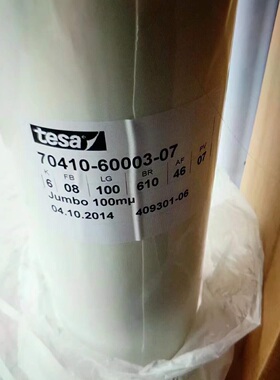 tesa
70410-60003-07
K FB LG BR AF PV
6 08 100 610 46 07
Jumbo 100mµ
04.10.2014 409301-06